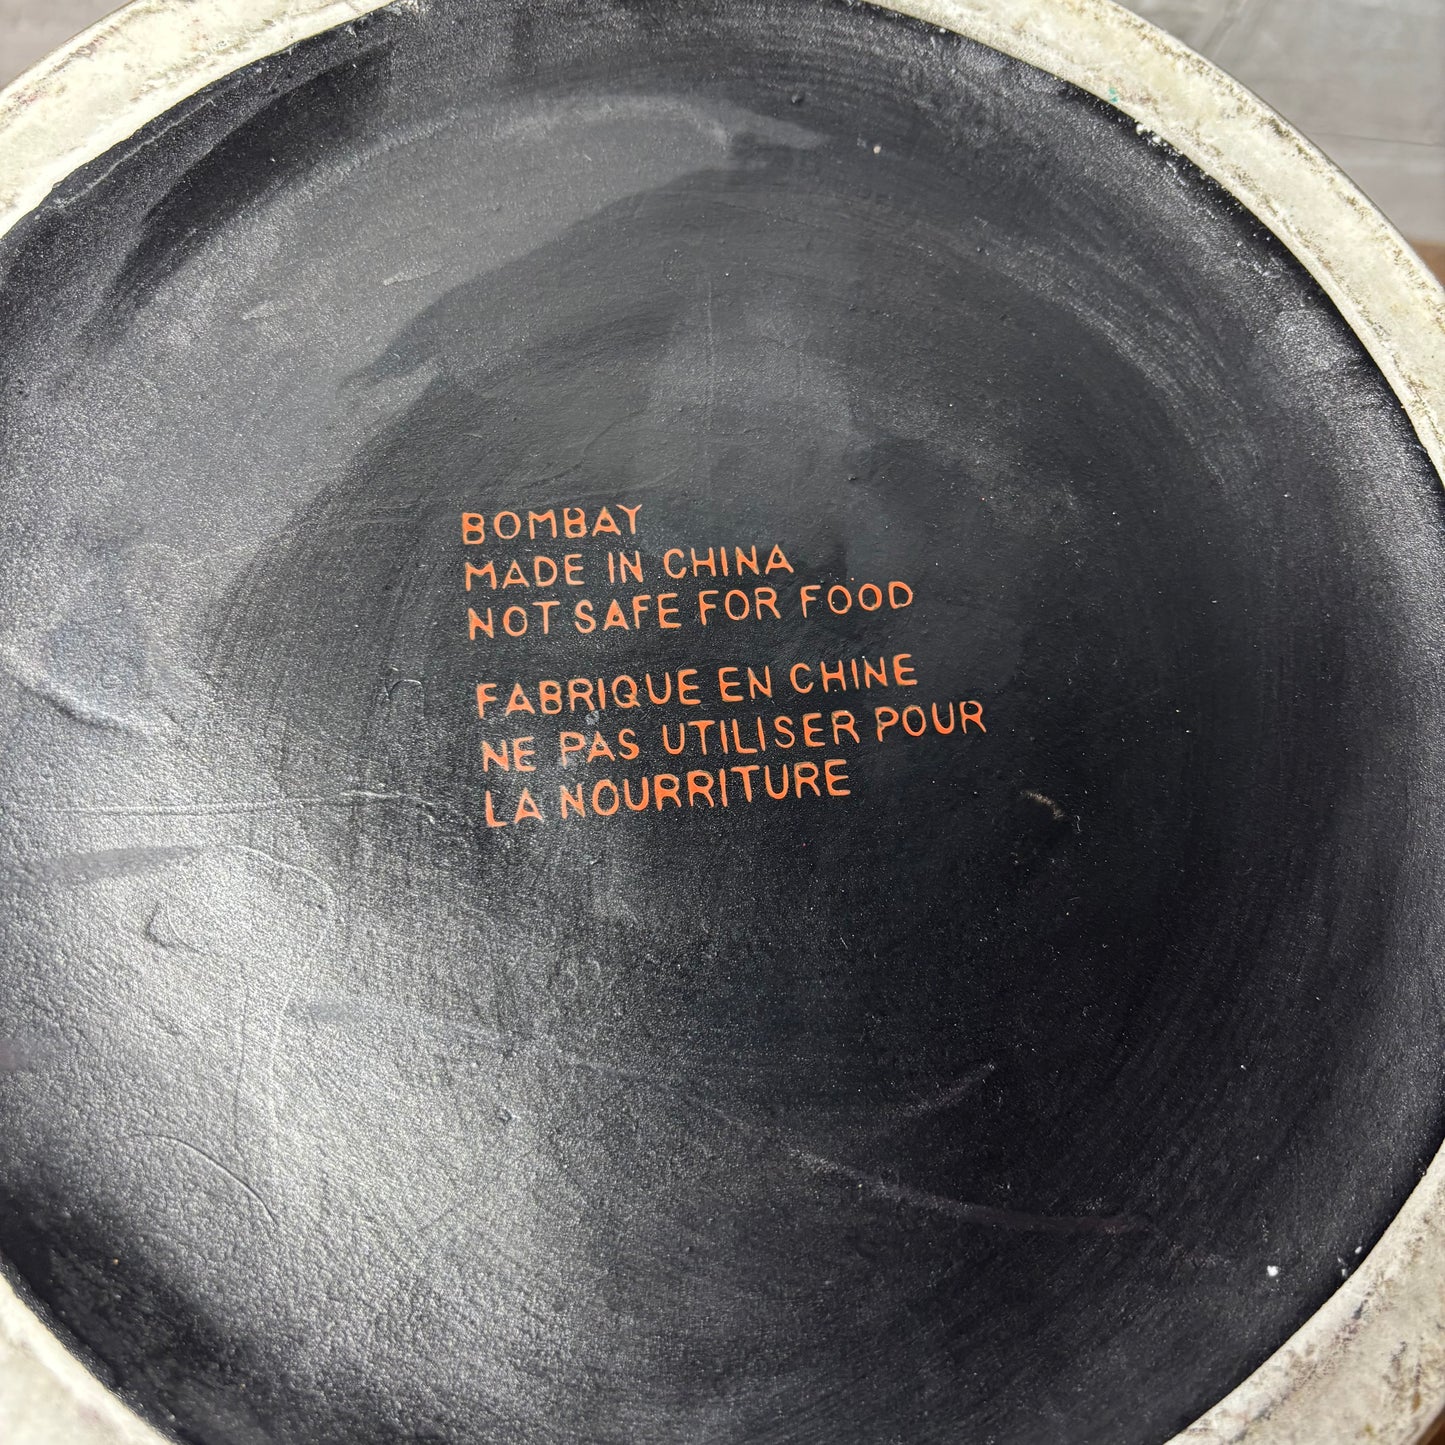 BOMBAY
MADE IN CHINA
NOT SAFE FOR FOOD
FABRIQUE EN CHINE
NE PAS UTILISER POUR
LA NOURRITURE